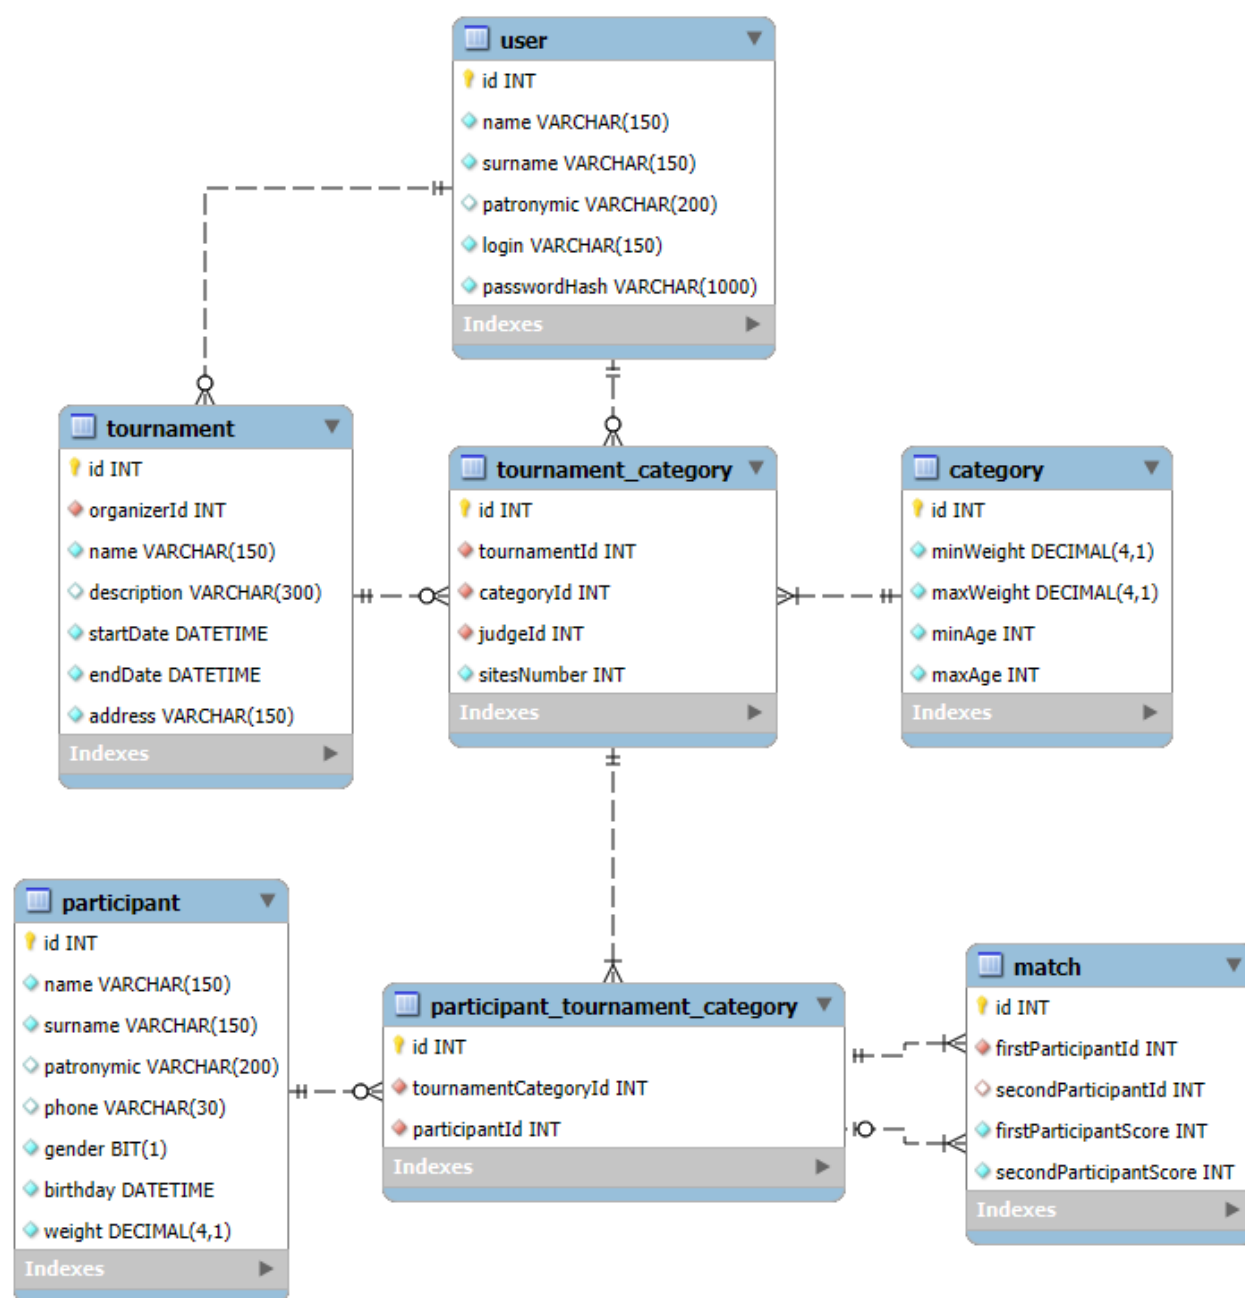 user
id INT
name VARCHAR(150)
surname VARCHAR(150)
patronymic VARCHAR(200)
login VARCHAR(150)
passwordHash VARCHAR(1000)
Indexes
tournament
id INT
organizerId INT
name VARCHAR(150)
description VARCHAR(300)
startDate DATETIME
endDate DATETIME
address VARCHAR(150)
Indexes
tournament_category
id INT
tournamentId INT
categoryId INT
judgeId INT
sitesNumber INT
Indexes
category
id INT
minWeight DECIMAL(4,1)
maxWeight DECIMAL(4,1)
minAge INT
maxAge INT
Indexes
participant
id INT
name VARCHAR(150)
surname VARCHAR(150)
patronymic VARCHAR(200)
phone VARCHAR(30)
gender BIT(1)
birthday DATETIME
weight DECIMAL(4,1)
Indexes
participant_tournament_category
id INT
tournamentCategoryId INT
participantId INT
Indexes
match
id INT
firstParticipantId INT
secondParticipantId INT
firstParticipantScore INT
secondParticipantScore INT
Indexes